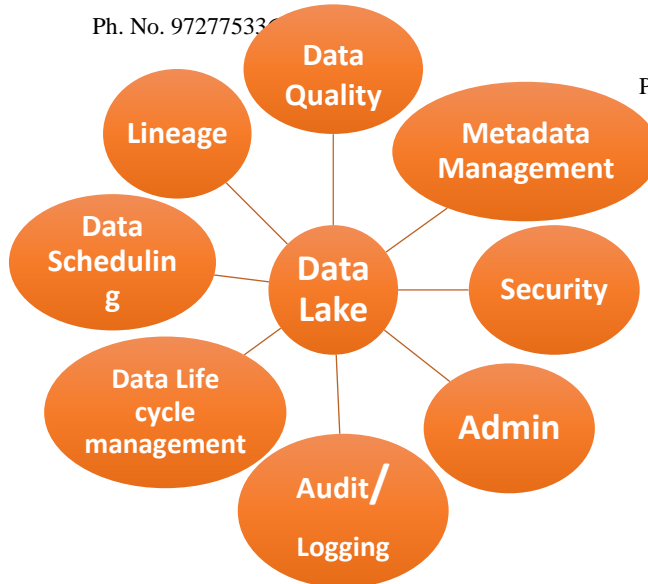 Ph. No.
Data
Quality
P
Lineage
Metadata
Management
Data
Schedulin
g
Data
Lake
Security
Data Life
cycle
management
Admin
Audit/
Logging